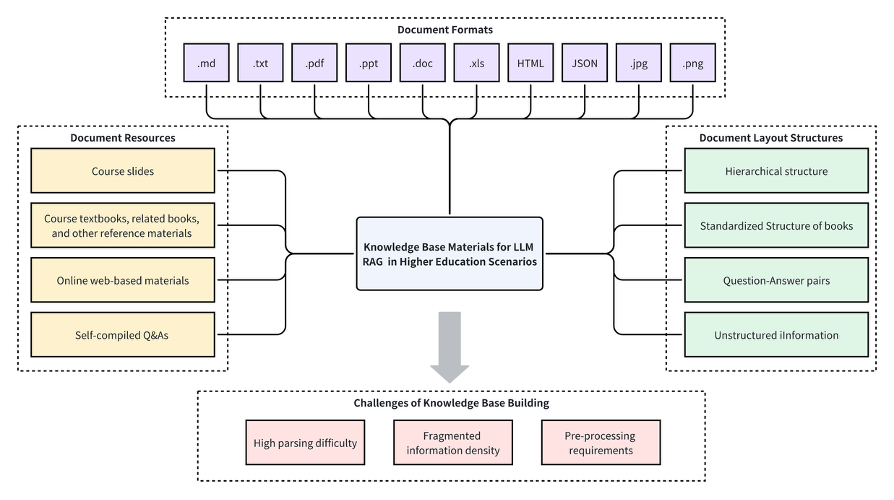 Document Formats
.md .txt .pdf .ppt .doc .xls HTML JSON .jpg .png
Document Resources
Course slides
Course textbooks, related books,
and other reference materials
Online web-based materials
Self-compiled Q&As
Knowledge Base Materials for LLM
RAG in Higher Education Scenarios
Document Layout Structures
Hierarchical structure
Standardized Structure of books
Question-Answer pairs
Unstructured iInformation
Challenges of Knowledge Base Building
High parsing difficulty
Fragmented
information density
Pre-processing
requirements